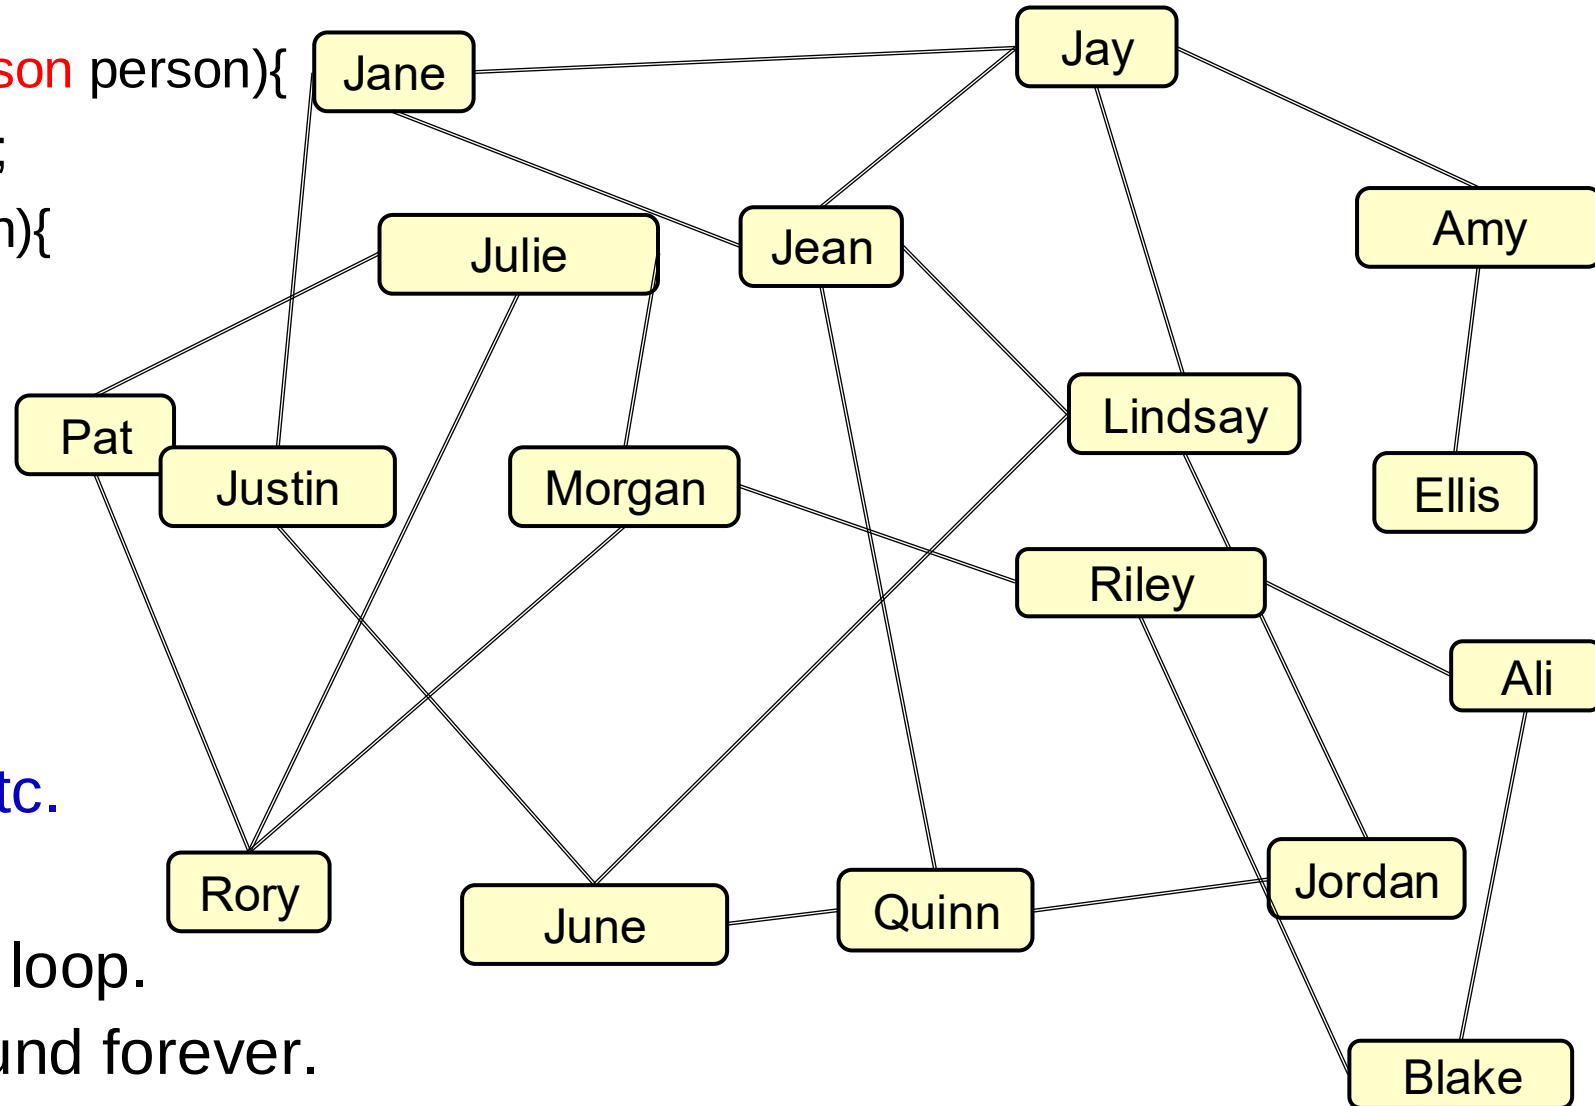 son person){
Jane
Jay
;
n){
Julie
Jean
Amy
Pat
Justin
Morgan
Lindsay
Ellis
Riley
Ali
tc.
Rory
June
Quinn
Jordan
loop.
und forever.
Blake